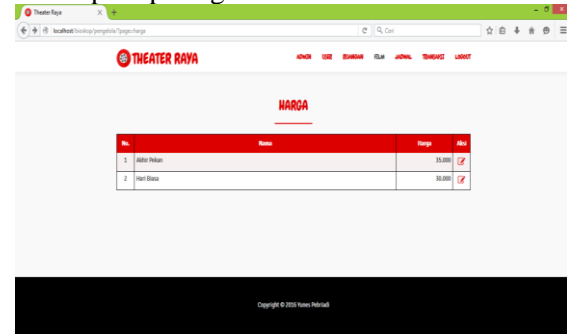 Theater Raya
localhost/bioskop/pengelola/?page=harga
Cari
THEATER RAYA
ADMIN USER RUANGAN FILM JADWAL TRANSAKSI LOGOUT
HARGA
No. Nama Harga Aksi
1 Akhir Pekan 35.000
2 Hari Biasa 30.000
Copyright © 2016 Yunes Pebriadi